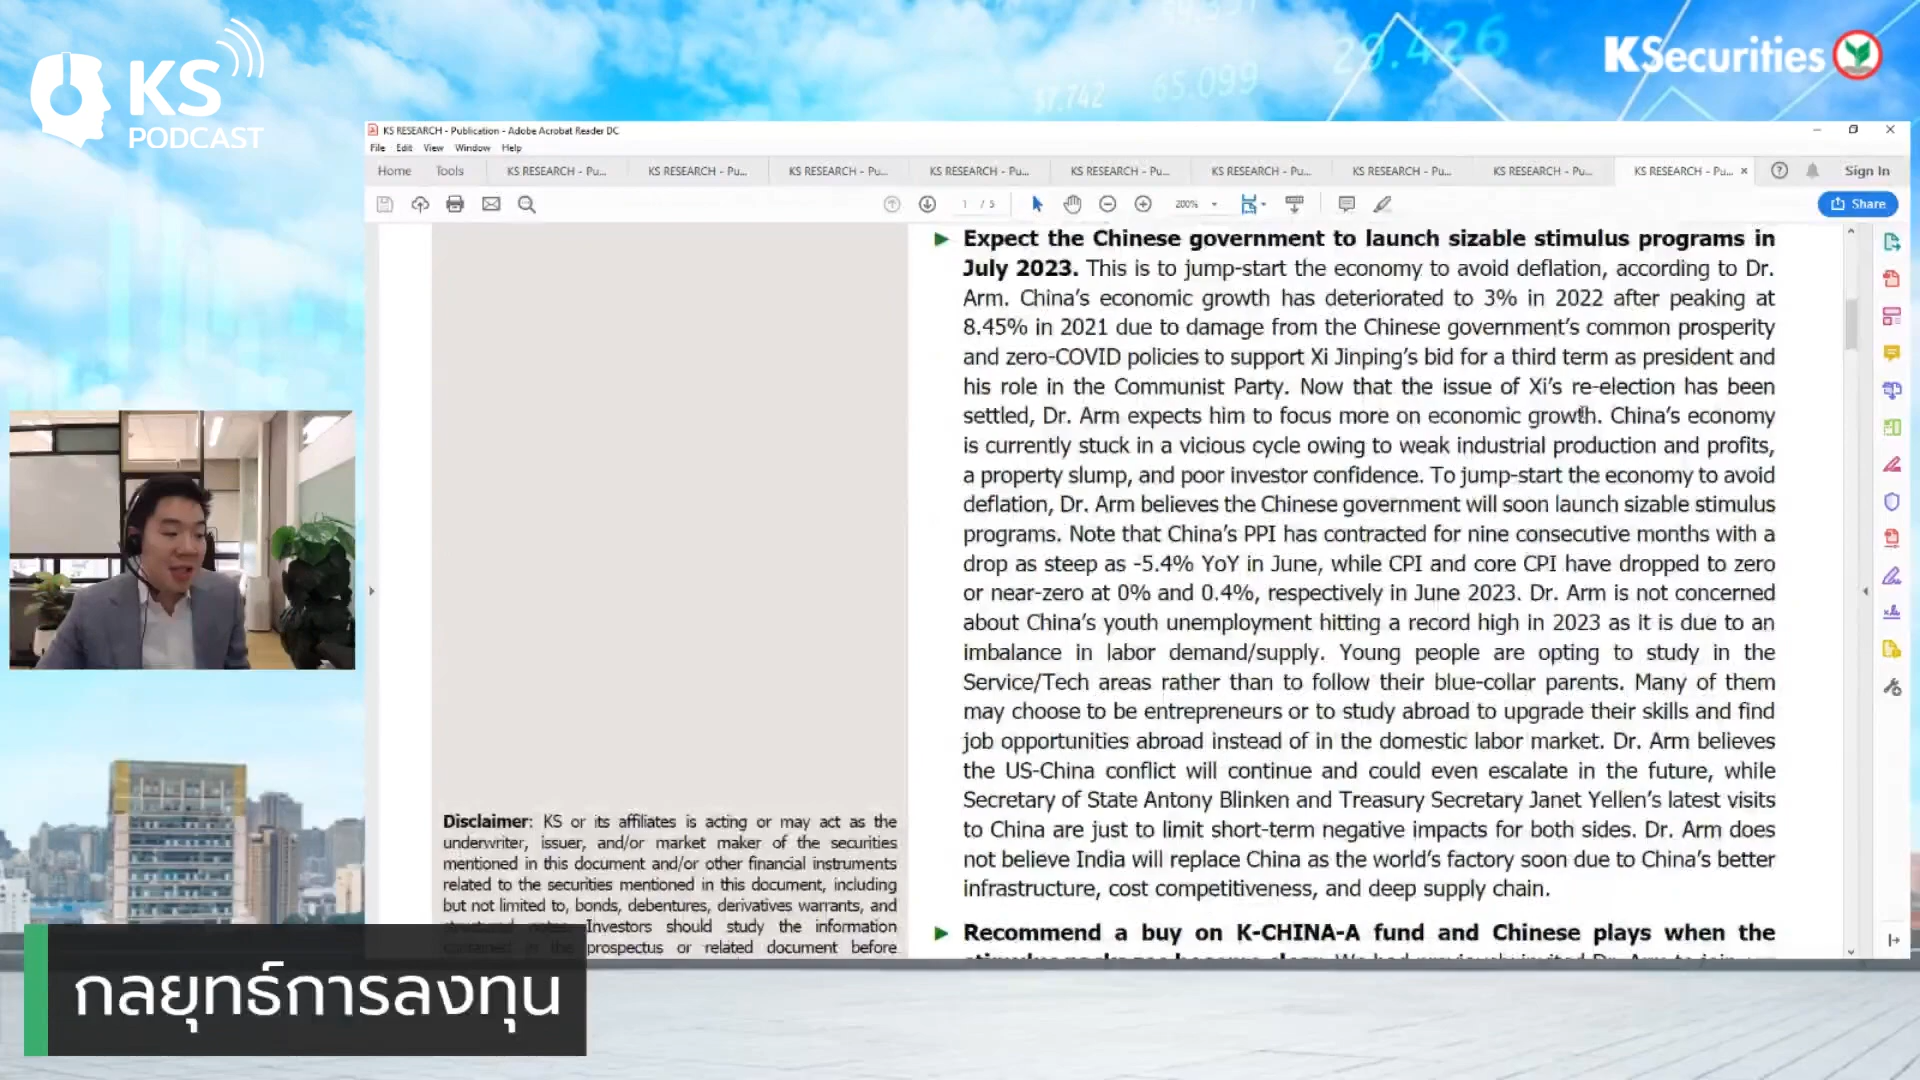 KS
PODCAST
KSecurities
29.426
65.099
$7.742
KS RESEARCH - Publication - Adobe Acrobat Reader DC
File Edit View Window Help
Home Tools KS RESEARCH - Pu... KS RESEARCH - Pu... KS RESEARCH - Pu... KS RESEARCH - Pu... KS RESEARCH - Pu... KS RESEARCH - Pu... KS RESEARCH - Pu... KS RESEARCH - Pu... KS RESEARCH - Pu... × Sign In
1 / 5 200% Share
Expect the Chinese government to launch sizable stimulus programs in
July 2023. This is to jump-start the economy to avoid deflation, according to Dr.
Arm. China’s economic growth has deteriorated to 3% in 2022 after peaking at
8.45% in 2021 due to damage from the Chinese government’s common prosperity
and zero-COVID policies to support Xi Jinping’s bid for a third term as president and
his role in the Communist Party. Now that the issue of Xi’s re-election has been
settled, Dr. Arm expects him to focus more on economic growth. China’s economy
is currently stuck in a vicious cycle owing to weak industrial production and profits,
a property slump, and poor investor confidence. To jump-start the economy to avoid
deflation, Dr. Arm believes the Chinese government will soon launch sizable stimulus
programs. Note that China’s PPI has contracted for nine consecutive months with a
drop as steep as -5.4% YoY in June, while CPI and core CPI have dropped to zero
or near-zero at 0% and 0.4%, respectively in June 2023. Dr. Arm is not concerned
about China’s youth unemployment hitting a record high in 2023 as it is due to an
imbalance in labor demand/supply. Young people are opting to study in the
Service/Tech areas rather than to follow their blue-collar parents. Many of them
may choose to be entrepreneurs or to study abroad to upgrade their skills and find
job opportunities abroad instead of in the domestic labor market. Dr. Arm believes
the US-China conflict will continue and could even escalate in the future, while
Secretary of State Antony Blinken and Treasury Secretary Janet Yellen’s latest visits
to China are just to limit short-term negative impacts for both sides. Dr. Arm does
not believe India will replace China as the world’s factory soon due to China’s better
infrastructure, cost competitiveness, and deep supply chain.
Recommend a buy on K-CHINA-A fund and Chinese plays when the
Disclaimer: KS or its affiliates is acting or may act as the
underwriter, issuer, and/or market maker of the securities
mentioned in this document and/or other financial instruments
related to the securities mentioned in this document, including
but not limited to, bonds, debentures, derivatives warrants, and
Investors should study the information
prospectus or related document before
กลยุทธ์การลงทุน